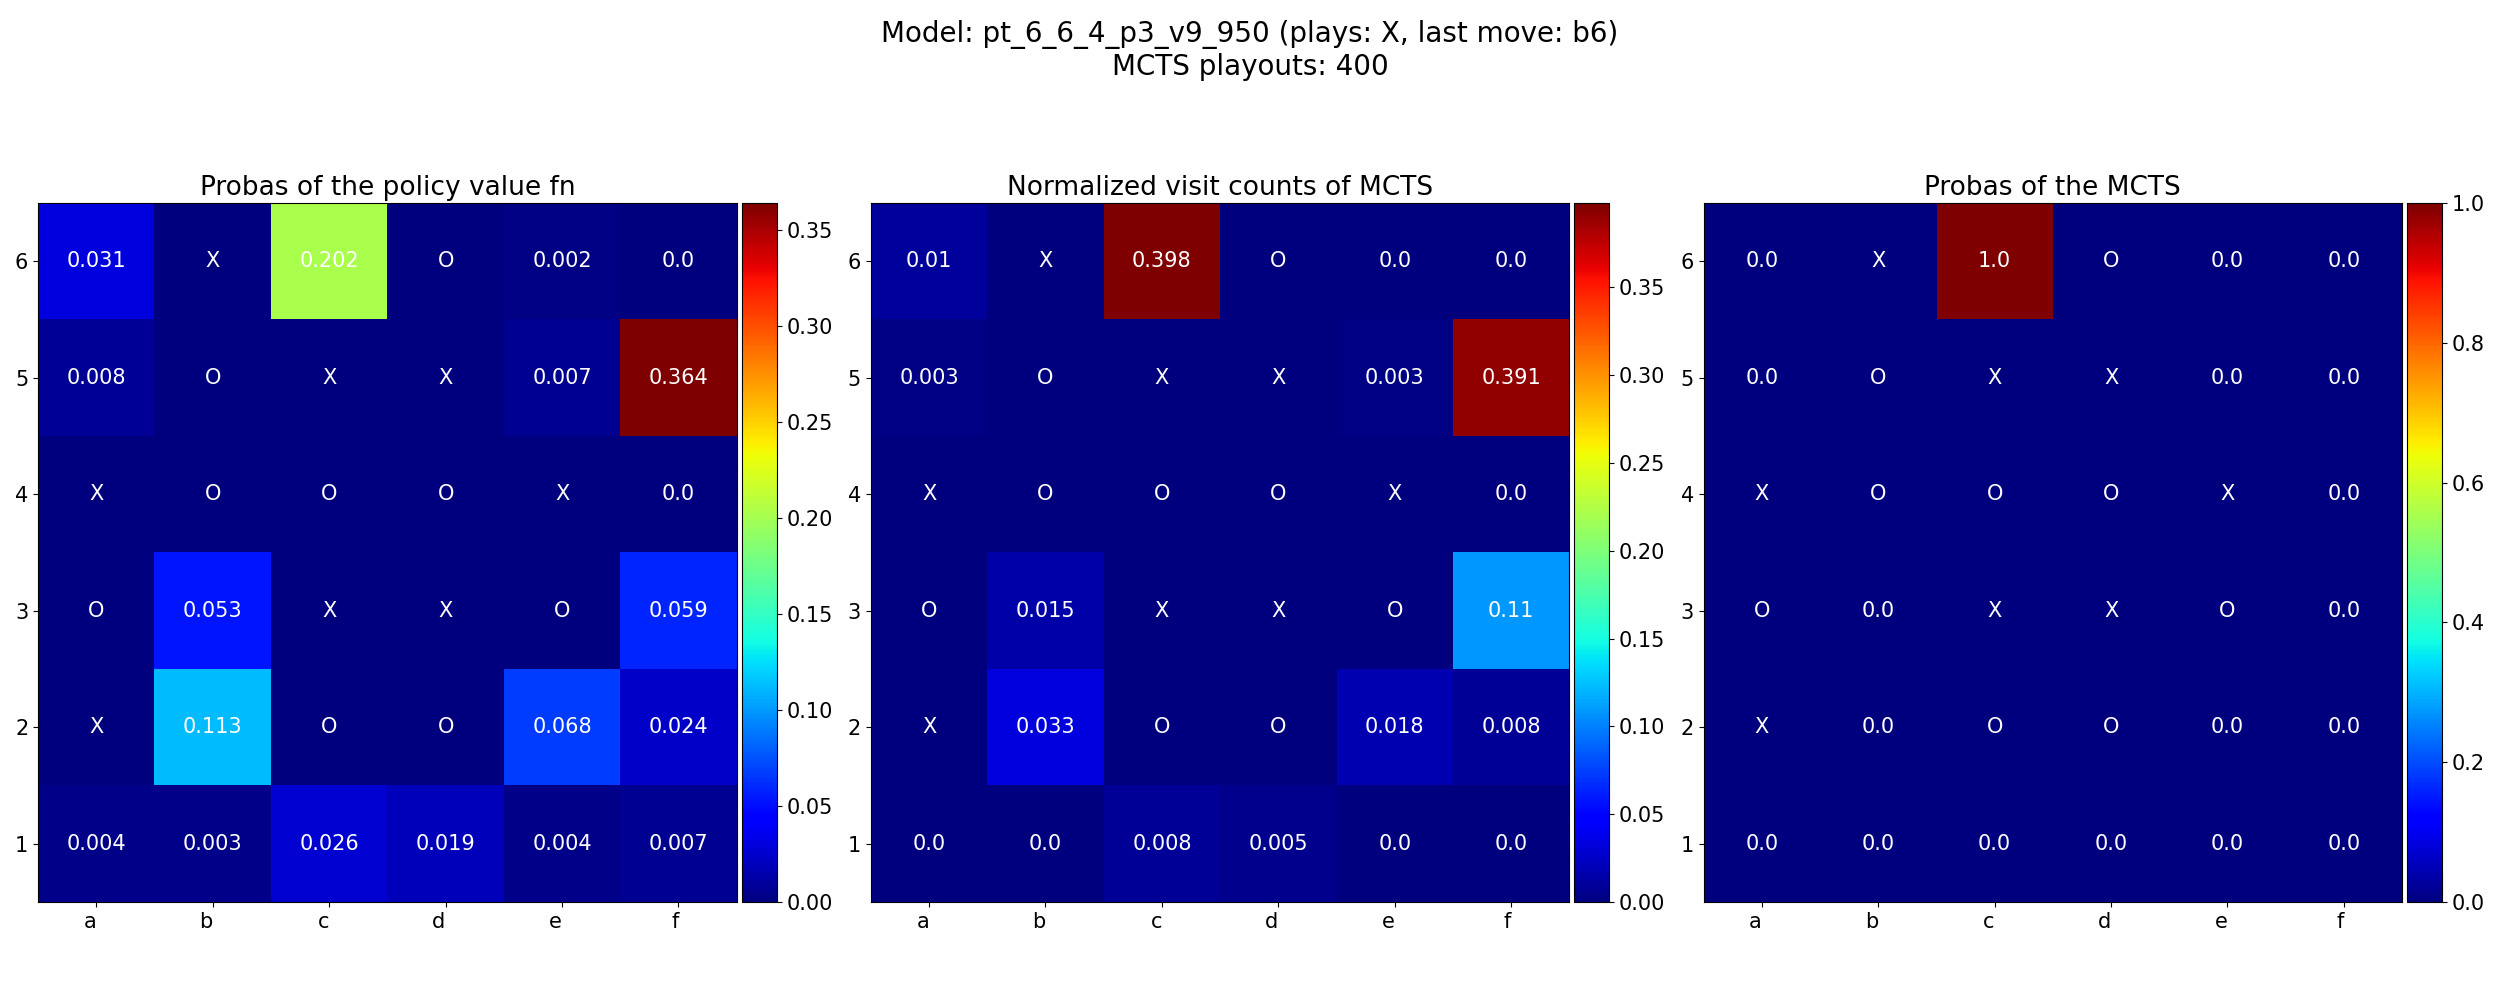 Model: pt_6_6_4_p3_v9_950 (plays: X, last move: b6)
MCTS playouts: 400
Probas of the policy value fn
6 0.031 X 0.202 O 0.002 0.0
5 0.008 O X X 0.007 0.364
4 X O O O X 0.0
3 O 0.053 X X O 0.059
2 X 0.113 O O 0.068 0.024
1 0.004 0.003 0.026 0.019 0.004 0.007
a b c d e f
0.35
0.30
0.25
0.20
0.15
0.10
0.05
0.00
Normalized visit counts of MCTS
6 0.01 X 0.398 O 0.0 0.0
5 0.003 O X X 0.003 0.391
4 X O O O X 0.0
3 O 0.015 X X O 0.11
2 X 0.033 O O 0.018 0.008
1 0.0 0.0 0.008 0.005 0.0 0.0
a b c d e f
0.35
0.30
0.25
0.20
0.15
0.10
0.05
0.00
Probas of the MCTS
6 0.0 X 1.0 O 0.0 0.0
5 0.0 O X X 0.0 0.0
4 X O O O X 0.0
3 O 0.0 X X O 0.0
2 X 0.0 O O 0.0 0.0
1 0.0 0.0 0.0 0.0 0.0 0.0
a b c d e f
1.0
0.8
0.6
0.4
0.2
0.0